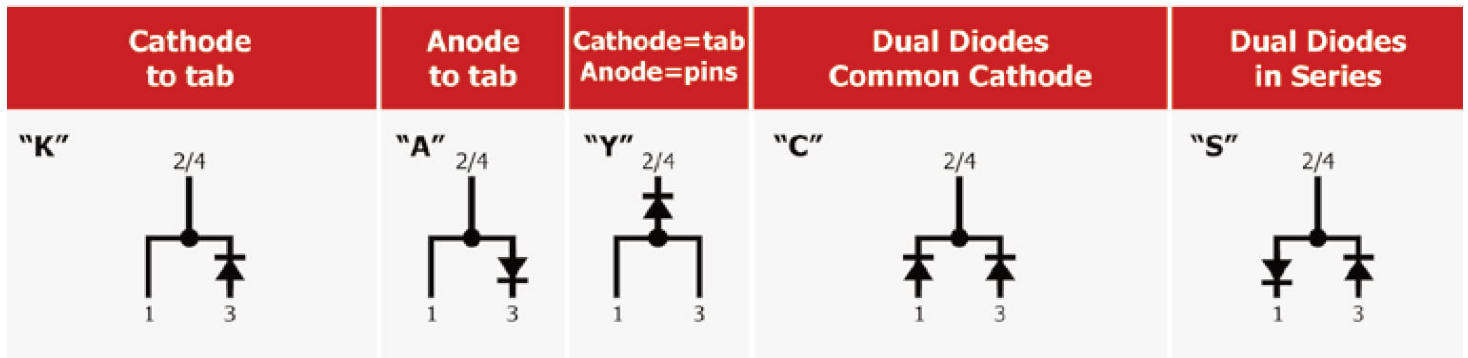 Cathode
to tab
Anode
to tab
Cathode=tab
Anode=pins
Dual Diodes
Common Cathode
Dual Diodes
in Series
“K”
2/4
1
3
“A”
2/4
1
3
“Y”
2/4
1
3
“C”
2/4
1
3
“S”
2/4
1
3